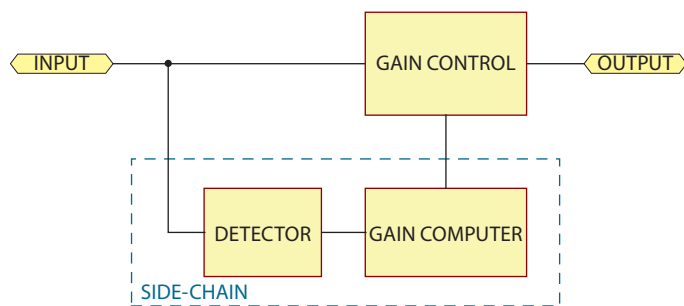 INPUT
GAIN CONTROL
OUTPUT
DETECTOR
GAIN COMPUTER
SIDE-CHAIN